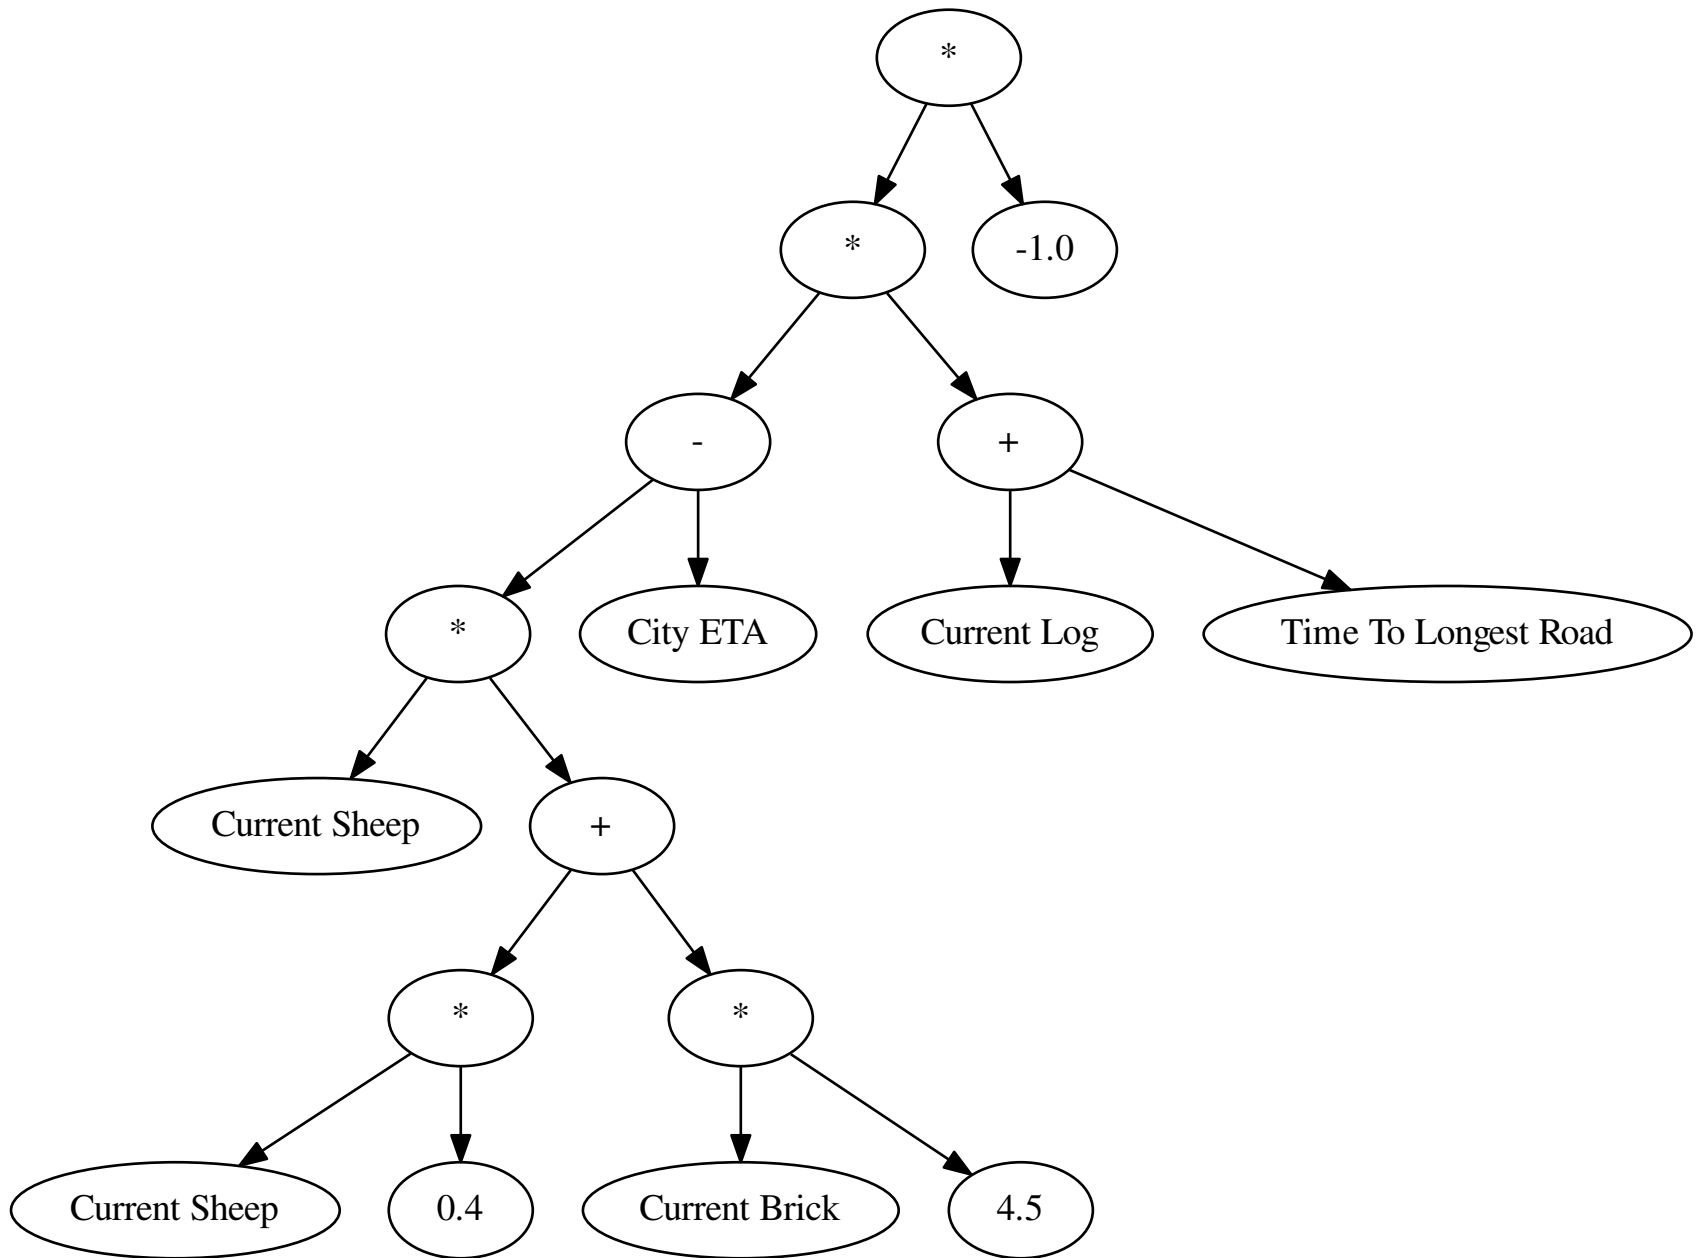 *
*
-1.0
-
+
*
City ETA
Current Log
Time To Longest Road
Current Sheep
+
*
*
Current Sheep
0.4
Current Brick
4.5